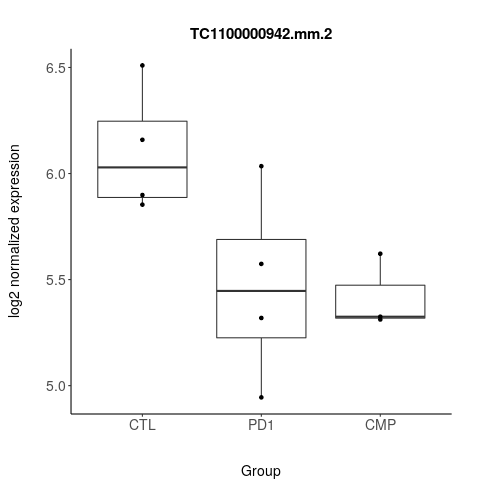 TC1100000942.mm.2
log2 normalized expression
6.5
6.0
5.5
5.0
CTL PD1 CMP
Group